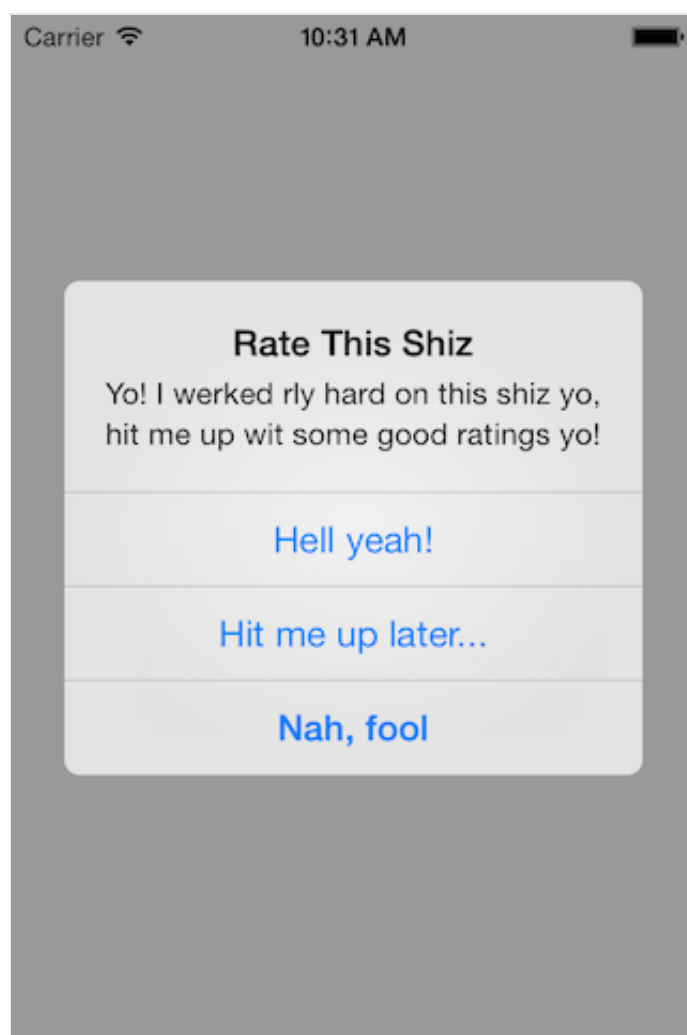 Carrier 10:31 AM
Rate This Shiz
Yo! I werked rly hard on this shiz yo,
hit me up wit some good ratings yo!
Hell yeah!
Hit me up later...
Nah, fool